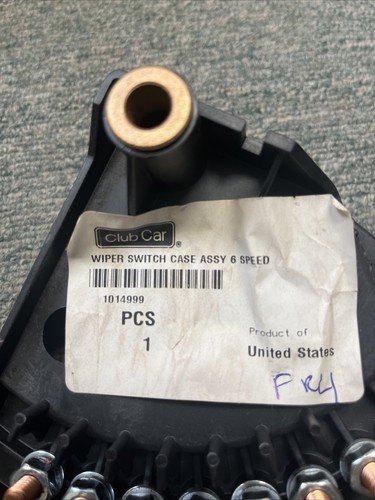 Club Car®
WIPER SWITCH CASE ASSY 6 SPEED
1014999
PCS
1
Product of
United States